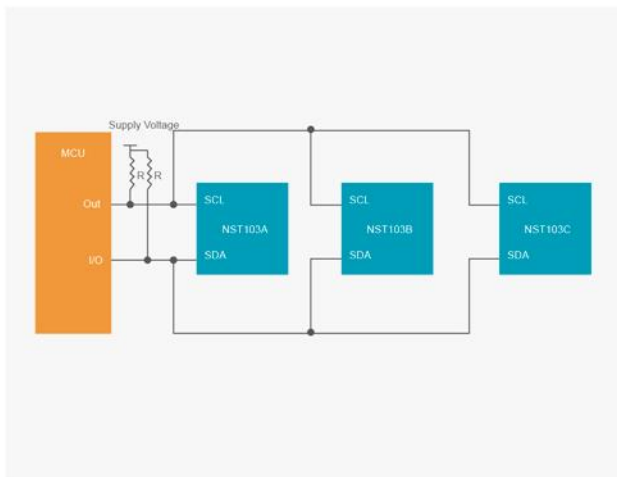 Supply Voltage
MCU
R R
Out
I/O
SCL
NST103A
SDA
SCL
NST103B
SDA
SCL
NST103C
SDA